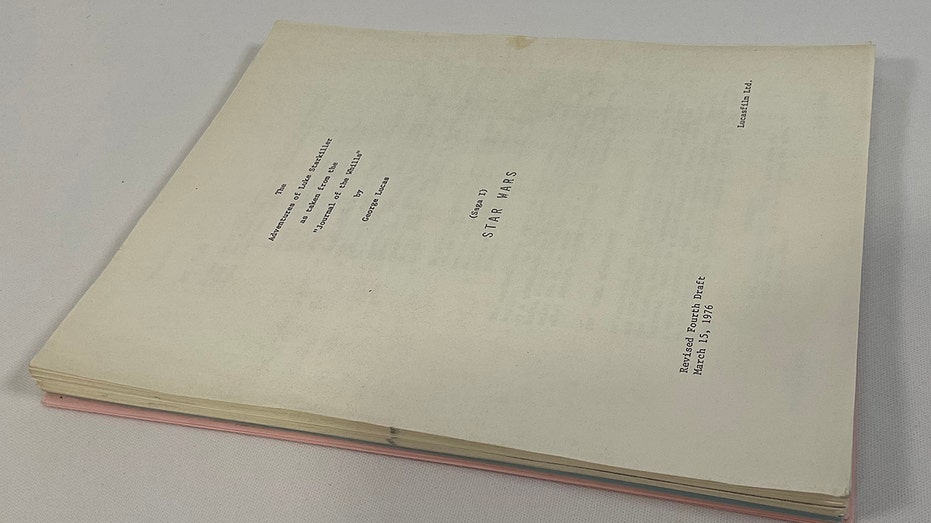 The
Adventures of Luke Starkiller
as taken from the
"Journal of the Whills"
by
George Lucas
(Saga I)
STAR WARS
Revised Fourth Draft
March 15, 1976
Lucasfilm Ltd.